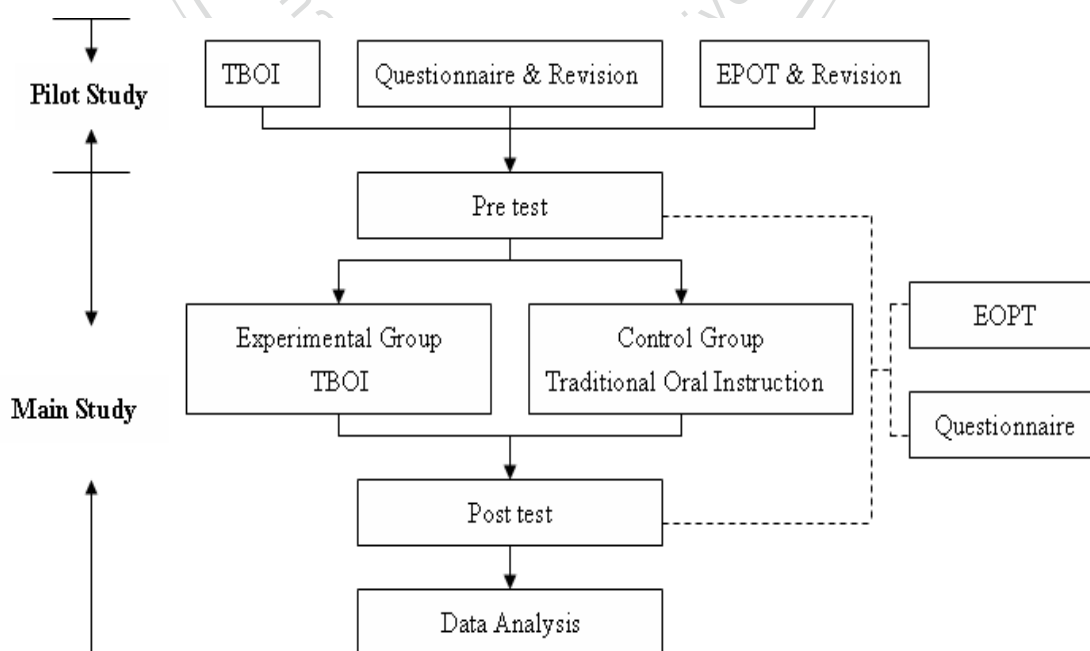 TBOI
Questionnaire & Revision
EPOT & Revision
Pilot Study
Pre test
Experimental Group
TBOI
Control Group
Traditional Oral Instruction
EOPT
Main Study
Questionnaire
Post test
Data Analysis